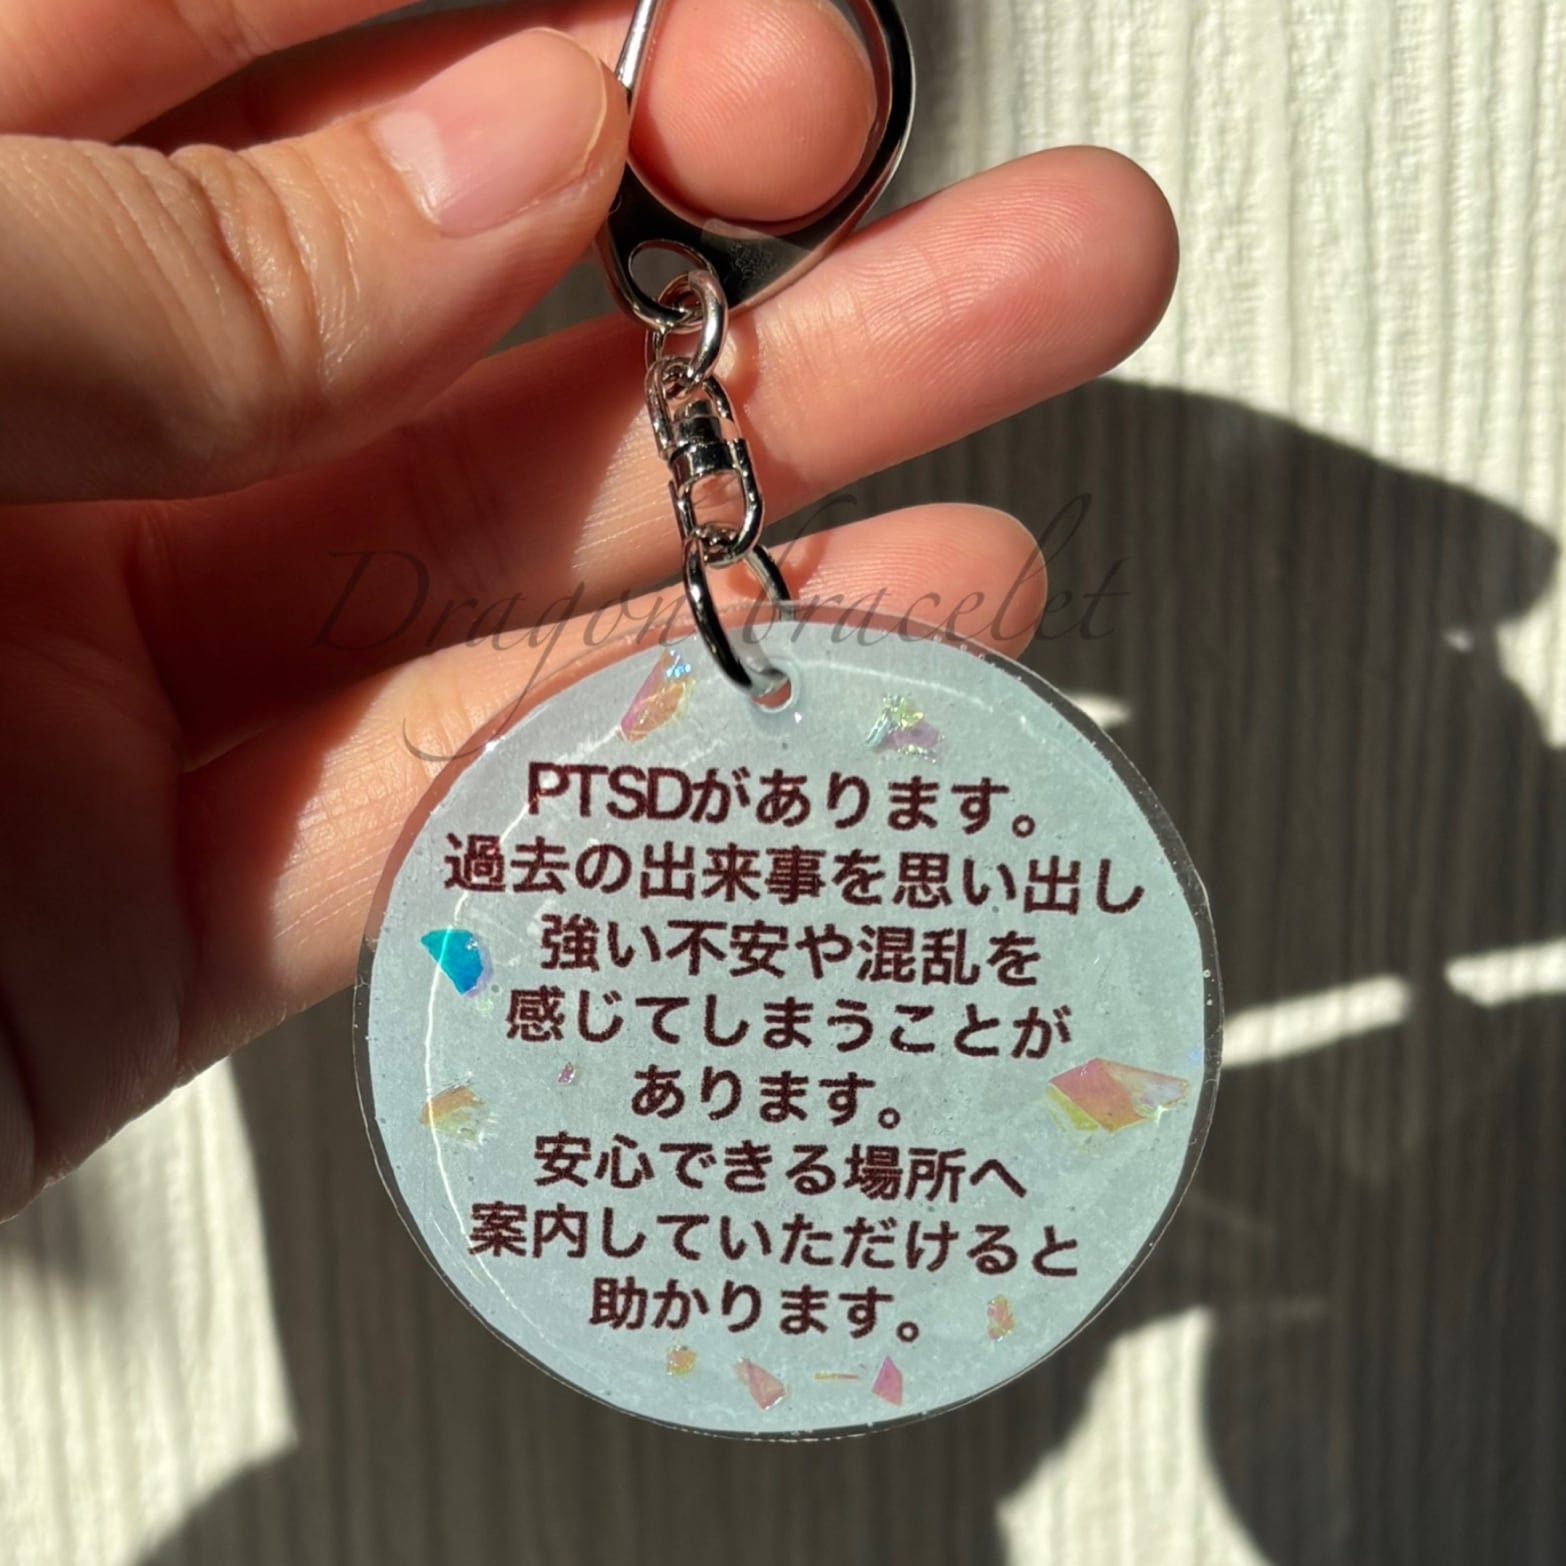 Dragon bracelet
PTSDがあります。
過去の出来事を思い出し
強い不安や混乱を
感じてしまうことが
あります。
安心できる場所へ
案内していただけると
助かります。